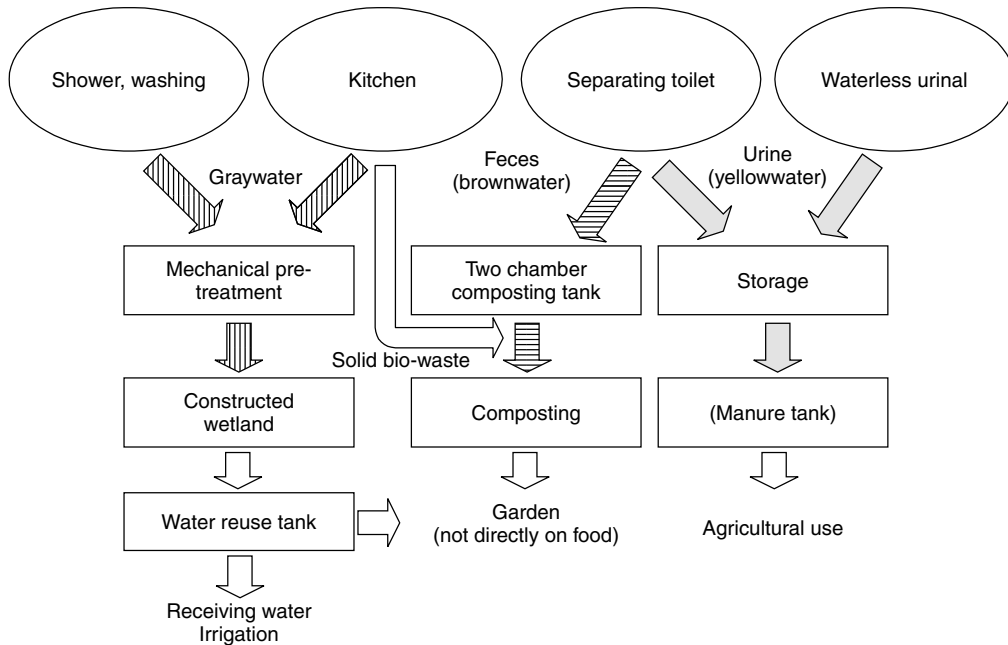 Shower, washing
Kitchen
Separating toilet
Waterless urinal
Graywater
Feces
(brownwater)
Urine
(yellowwater)
Mechanical pre-
treatment
Two chamber
composting tank
Storage
Solid bio-waste
Constructed
wetland
Composting
(Manure tank)
Water reuse tank
Garden
(not directly on food)
Agricultural use
Receiving water
Irrigation